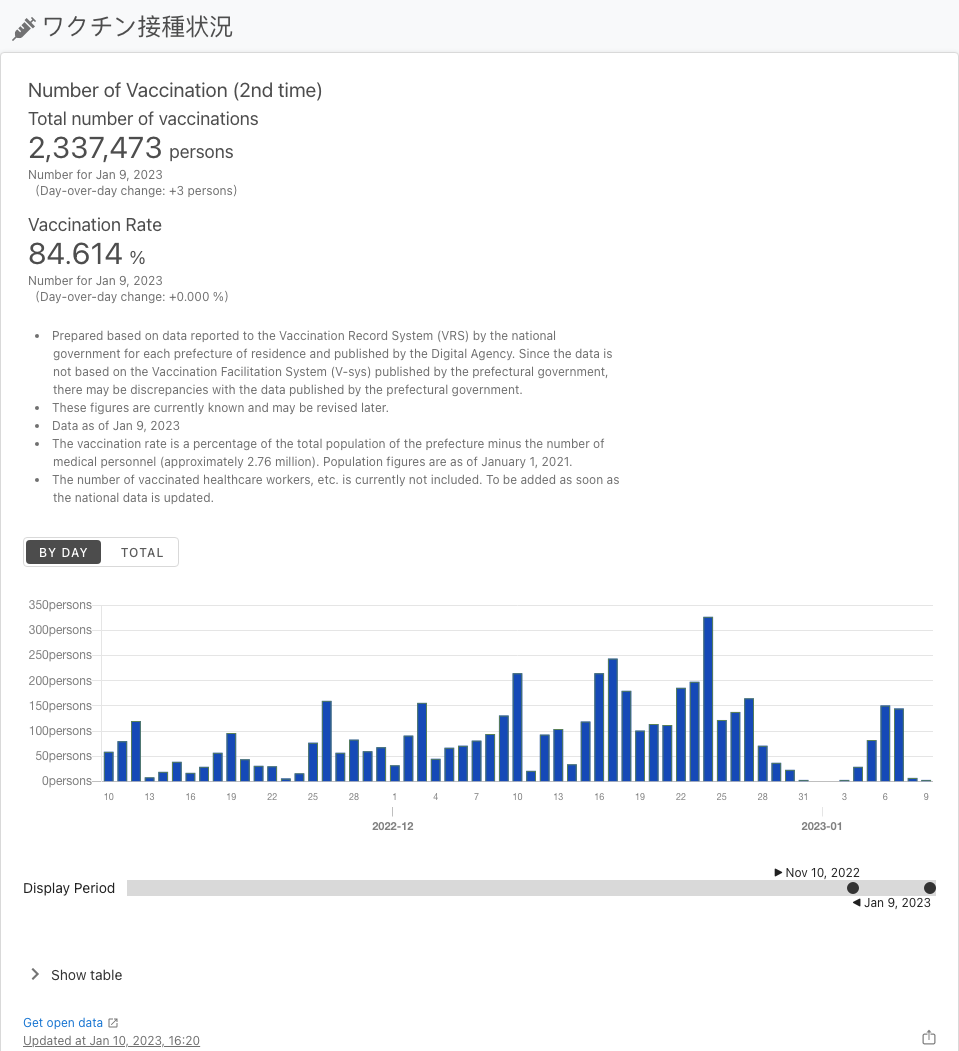 ワクチン接種状況
Number of Vaccination (2nd time)
Total number of vaccinations
2,337,473 persons
Number for Jan 9, 2023
(Day-over-day change: +3 persons)
Vaccination Rate
84.614 %
Number for Jan 9, 2023
(Day-over-day change: +0.000 %)
• Prepared based on data reported to the Vaccination Record System (VRS) by the national
government for each prefecture of residence and published by the Digital Agency. Since the data is
not based on the Vaccination Facilitation System (V-sys) published by the prefectural government,
there may be discrepancies with the data published by the prefectural government.
• These figures are currently known and may be revised later.
• Data as of Jan 9, 2023
• The vaccination rate is a percentage of the total population of the prefecture minus the number of
medical personnel (approximately 2.76 million). Population figures are as of January 1, 2021.
• The number of vaccinated healthcare workers, etc. is currently not included. To be added as soon as
the national data is updated.
BY DAY TOTAL
350persons
300persons
250persons
200persons
150persons
100persons
50persons
0persons
10 13 16 19 22 25 28 1 4 7 10 13 16 19 22 25 28 31 3 6 9
2022-12 2023-01
▶ Nov 10, 2022
Display Period
◀ Jan 9, 2023
Show table
Get open data
Updated at Jan 10, 2023, 16:20